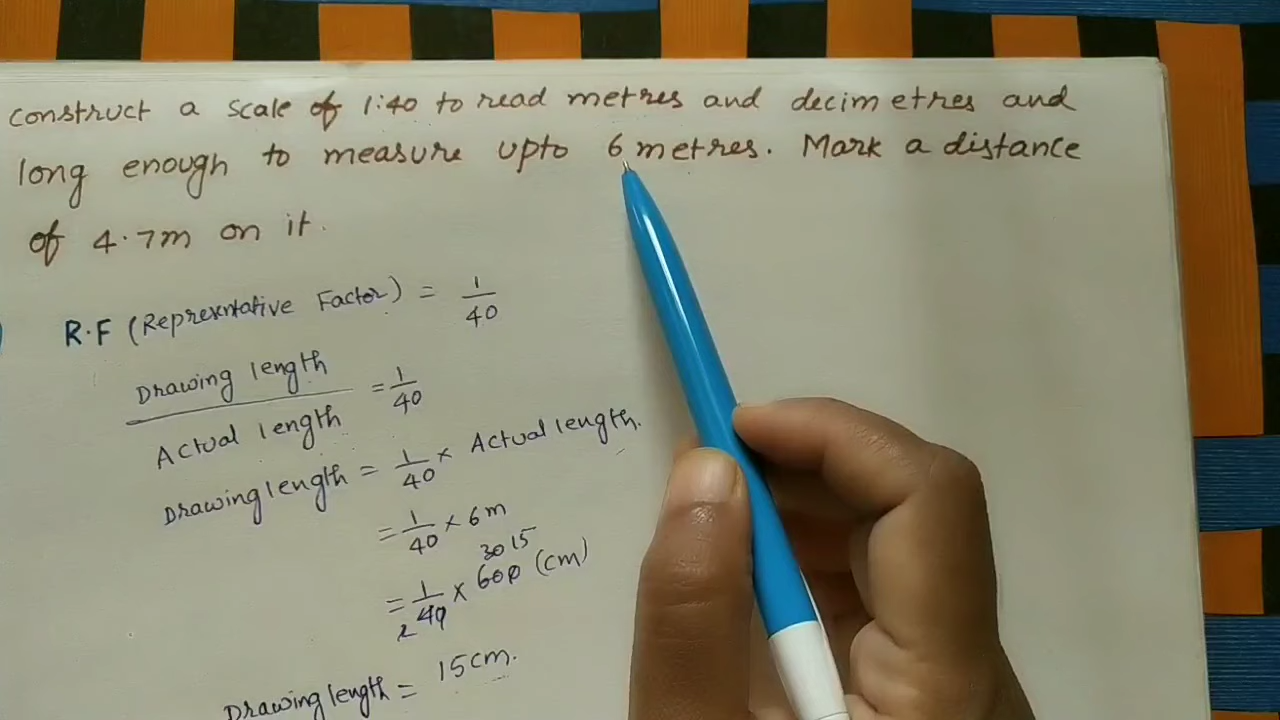 construct a scale of 1:40 to read metres and decimetres and
long enough to measure upto 6 metres. Mark a distance
of 4.7m on it.
R.F (Represntative Factor) = 1/40
Drawing length / Actual length = 1/40
Drawing length = 1/40 × Actual length.
= 1/40 × 6m
30 15
= 1/40 × 600 (cm)
2
Drawing length = 15cm.